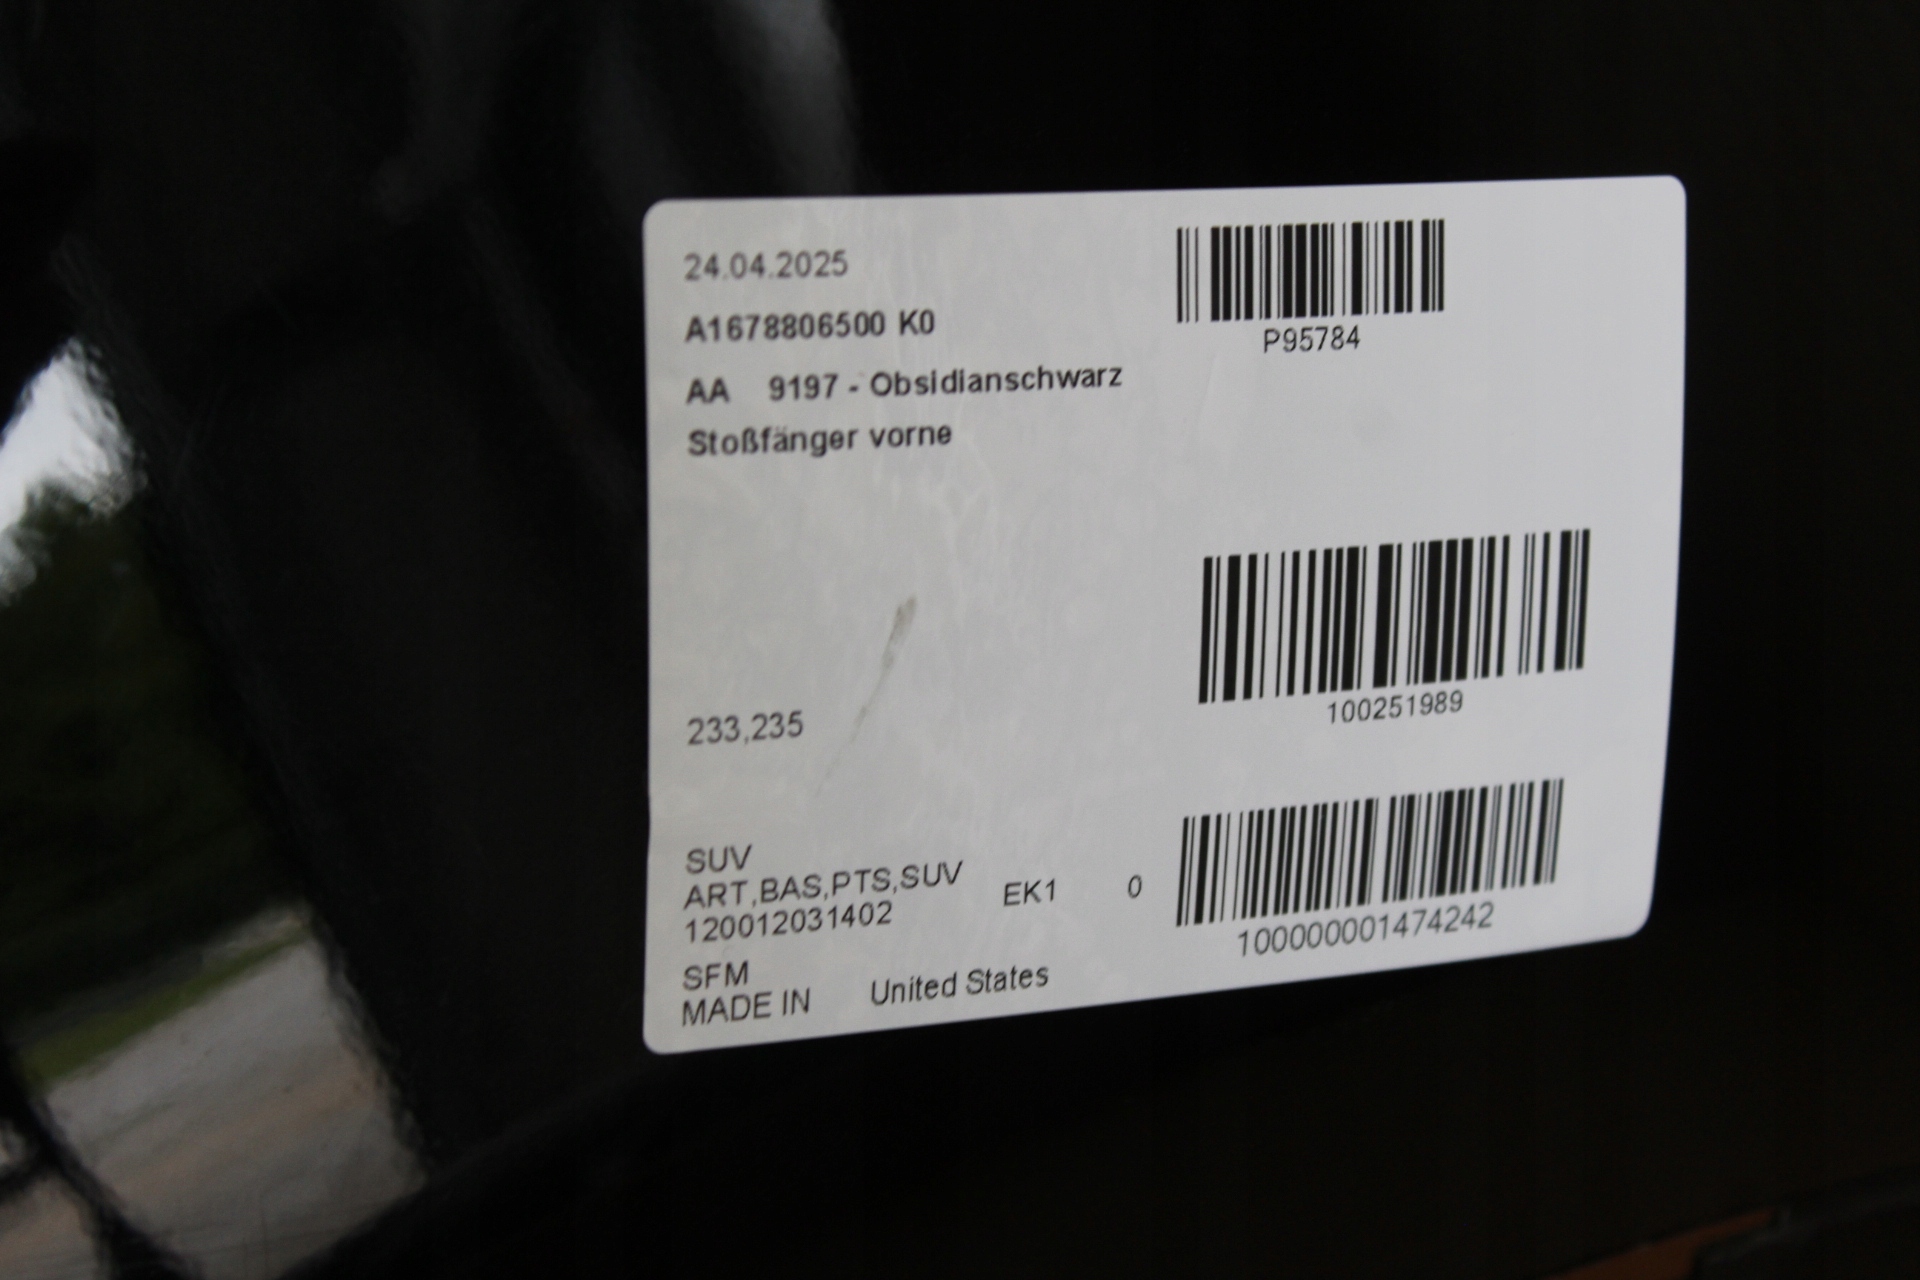 24.04.2025
A1678806500 K0
AA 9197 - Obsidianschwarz
Stoßfänger vorne
P95784
100251989
233,235
SUV
ART,BAS,PTS,SUV EK1 0
120012031402
100000001474242
SFM
MADE IN United States